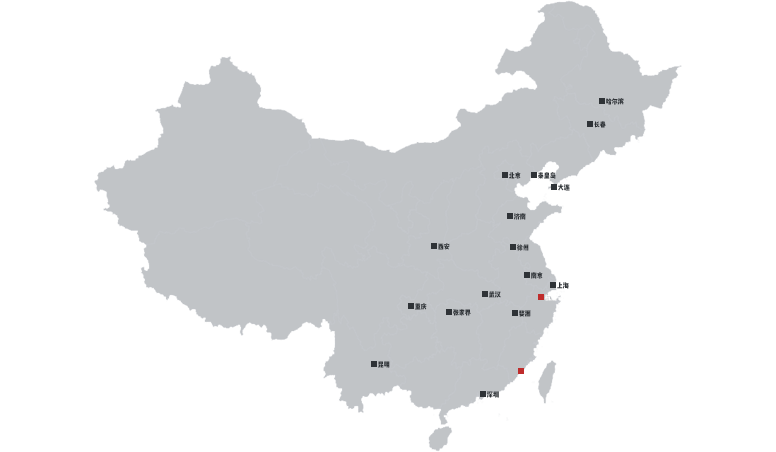 哈尔滨
长春
北京
秦皇岛
大连
济南
西安
徐州
南京
上海
武汉
重庆
张家界
婺源
昆明
深圳